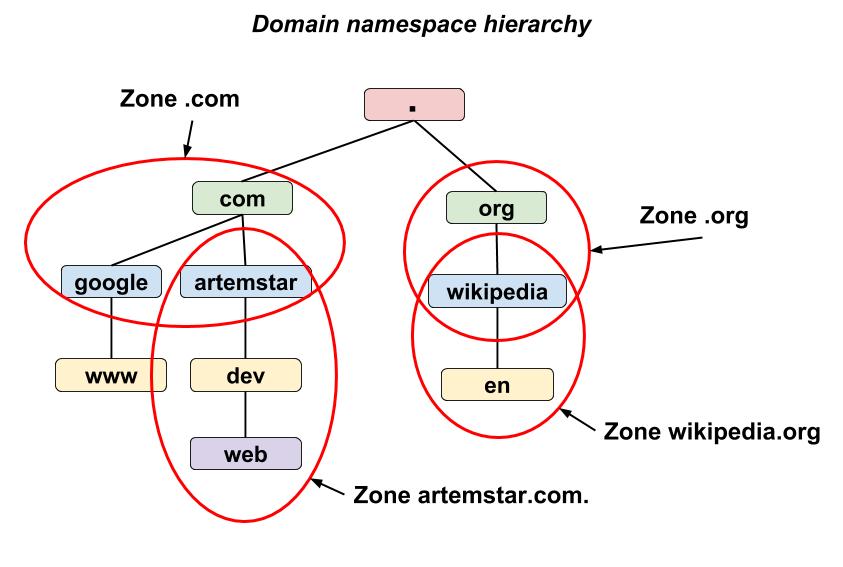 Domain namespace hierarchy
Zone .com
.
com
org
Zone .org
google
artemstar
wikipedia
www
dev
en
Zone wikipedia.org
web
Zone artemstar.com.